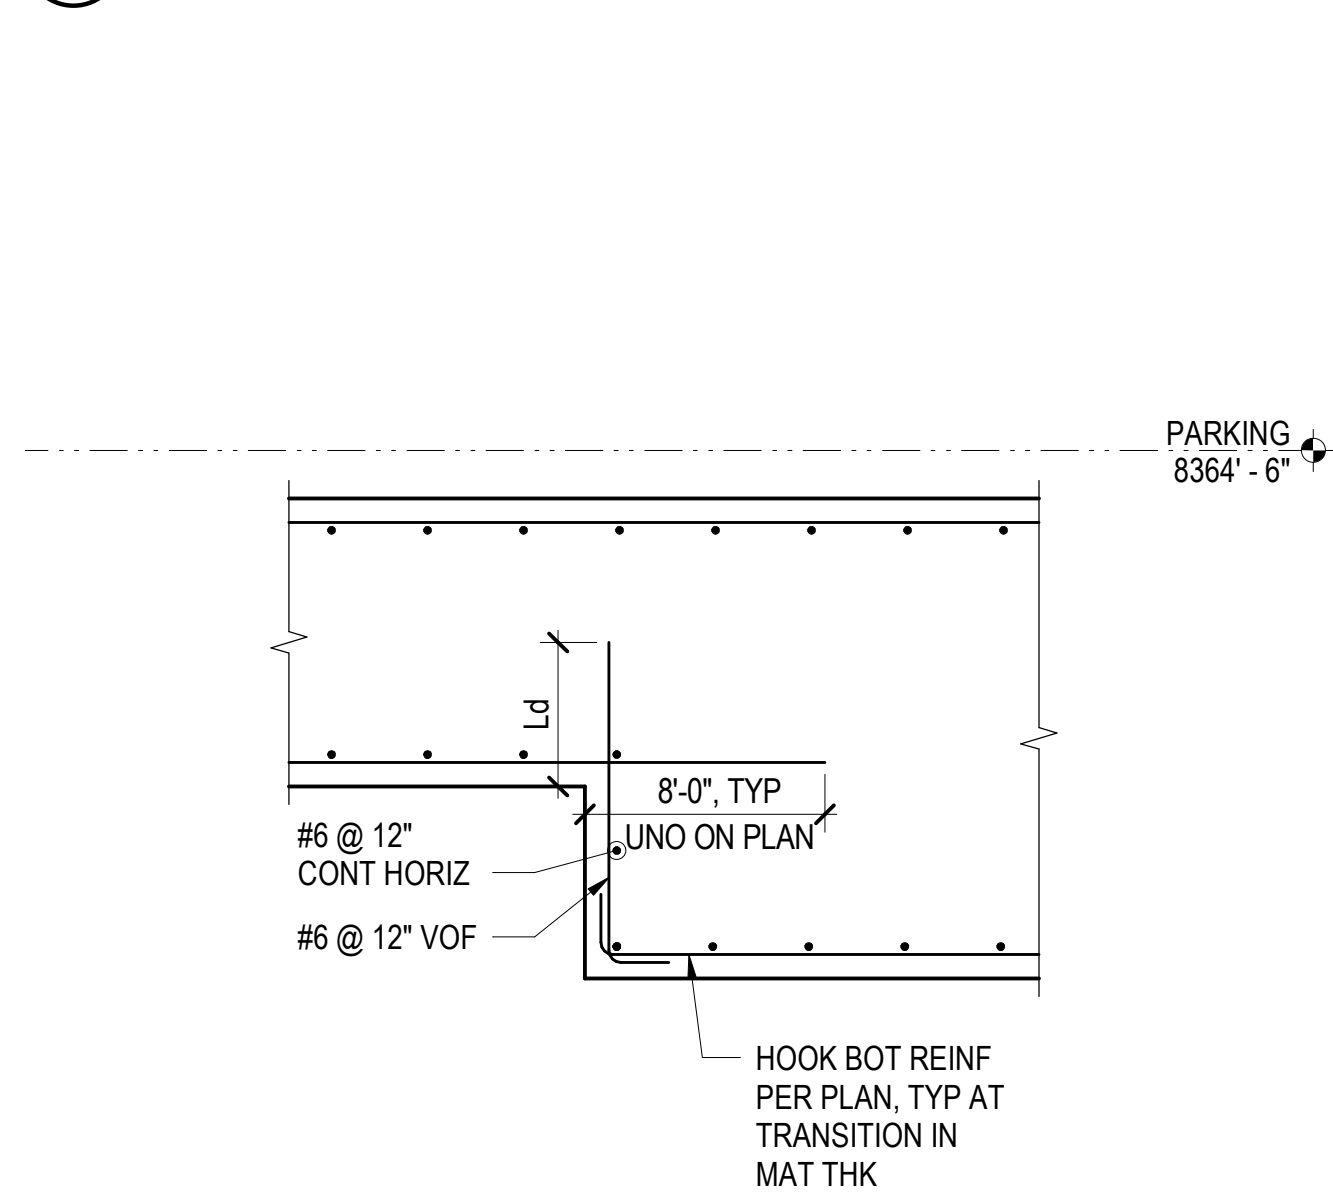 PARKING
8364' - 6"
Ld
8'-0", TYP
UNO ON PLAN
#6 @ 12"
CONT HORIZ
#6 @ 12" VOF
HOOK BOT REINF
PER PLAN, TYP AT
TRANSITION IN
MAT THK